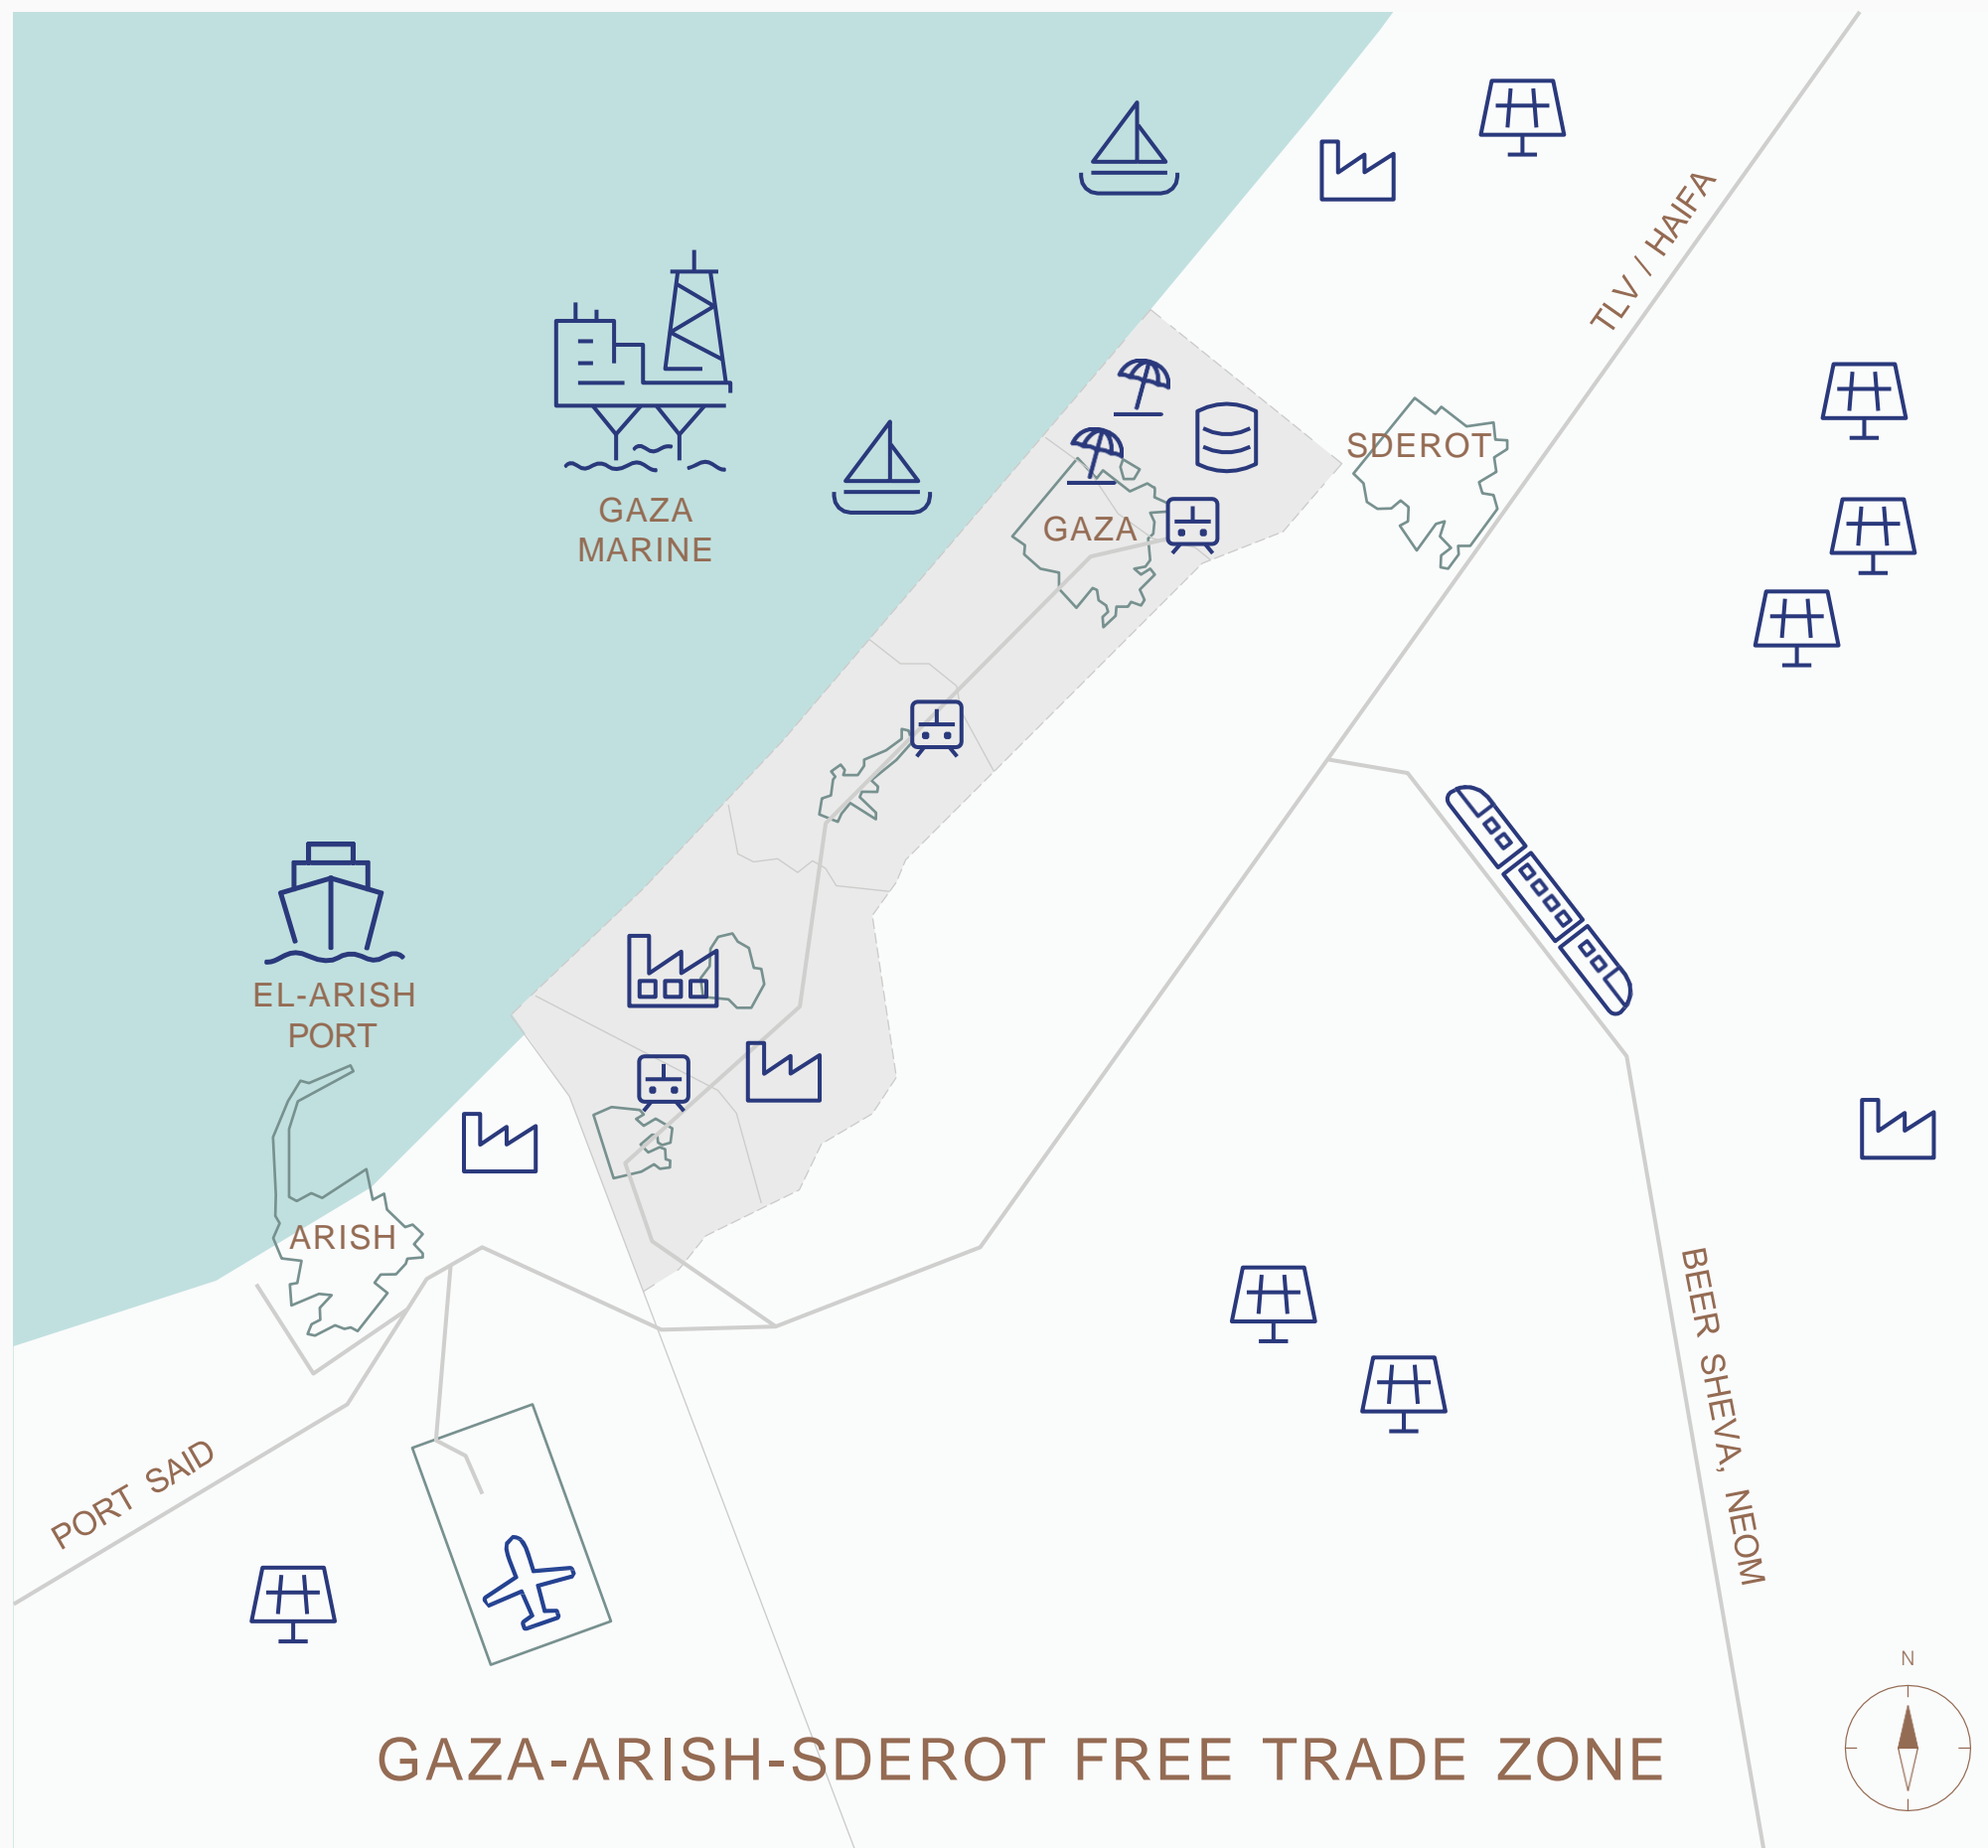 TLV / HAIFA
SDEROT
GAZA
MARINE
GAZA
EL-ARISH
PORT
ARISH
BEER SHEVA, NEOM
PORT SAID
N
GAZA-ARISH-SDEROT FREE TRADE ZONE